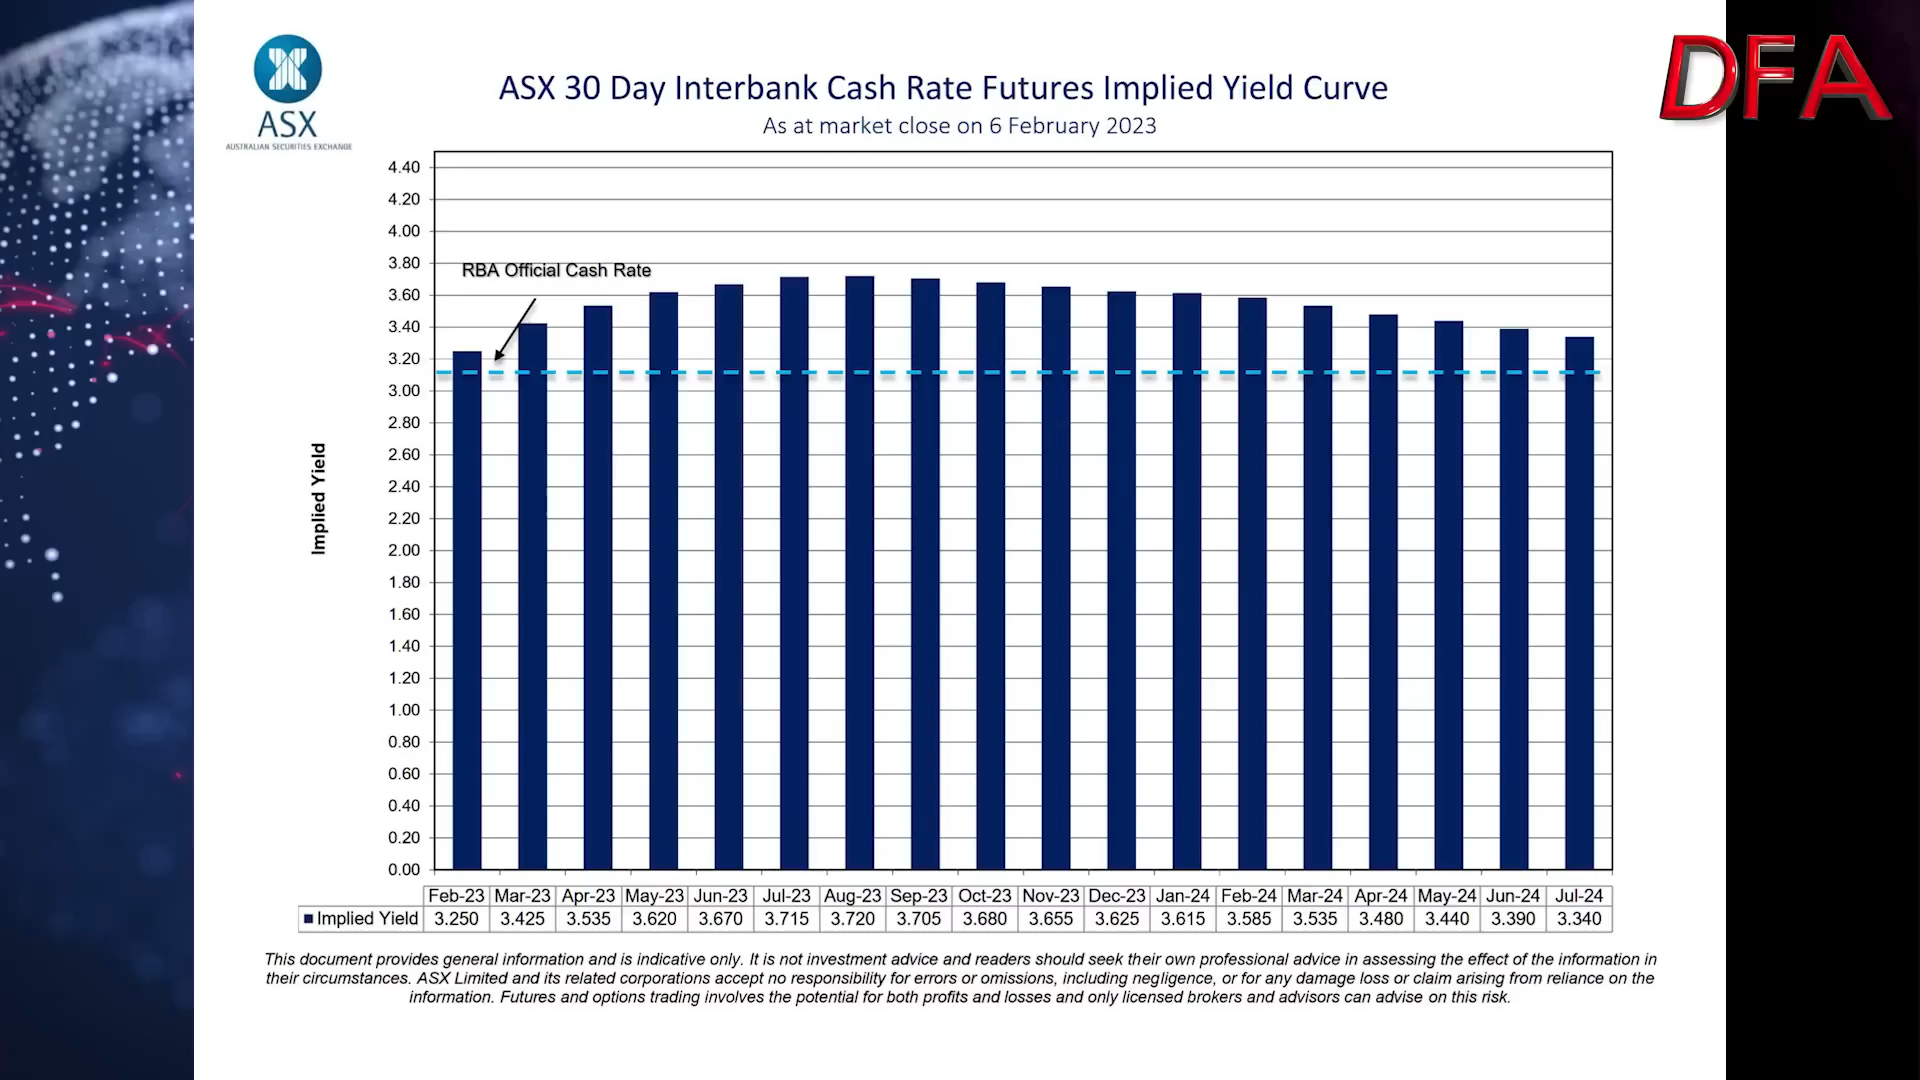 DFA
ASX
AUSTRALIAN SECURITIES EXCHANGE
ASX 30 Day Interbank Cash Rate Futures Implied Yield Curve
As at market close on 6 February 2023
4.40
4.20
4.00
3.80
3.60
3.40
3.20
3.00
2.80
2.60
2.40
2.20
2.00
1.80
1.60
1.40
1.20
1.00
0.80
0.60
0.40
0.20
0.00
Implied Yield
RBA Official Cash Rate
Feb-23 Mar-23 Apr-23 May-23 Jun-23 Jul-23 Aug-23 Sep-23 Oct-23 Nov-23 Dec-23 Jan-24 Feb-24 Mar-24 Apr-24 May-24 Jun-24 Jul-24
Implied Yield 3.250 3.425 3.535 3.620 3.670 3.715 3.720 3.705 3.680 3.655 3.625 3.615 3.585 3.535 3.480 3.440 3.390 3.340
This document provides general information and is indicative only. It is not investment advice and readers should seek their own professional advice in assessing the effect of the information in
their circumstances. ASX Limited and its related corporations accept no responsibility for errors or omissions, including negligence, or for any damage loss or claim arising from reliance on the
information. Futures and options trading involves the potential for both profits and losses and only licensed brokers and advisors can advise on this risk.